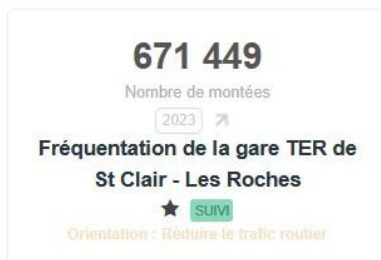 671 449
Nombre de montées
2023
Fréquentation de la gare TER de
St Clair - Les Roches
SUIVI
Orientation : Réduire le trafic routier